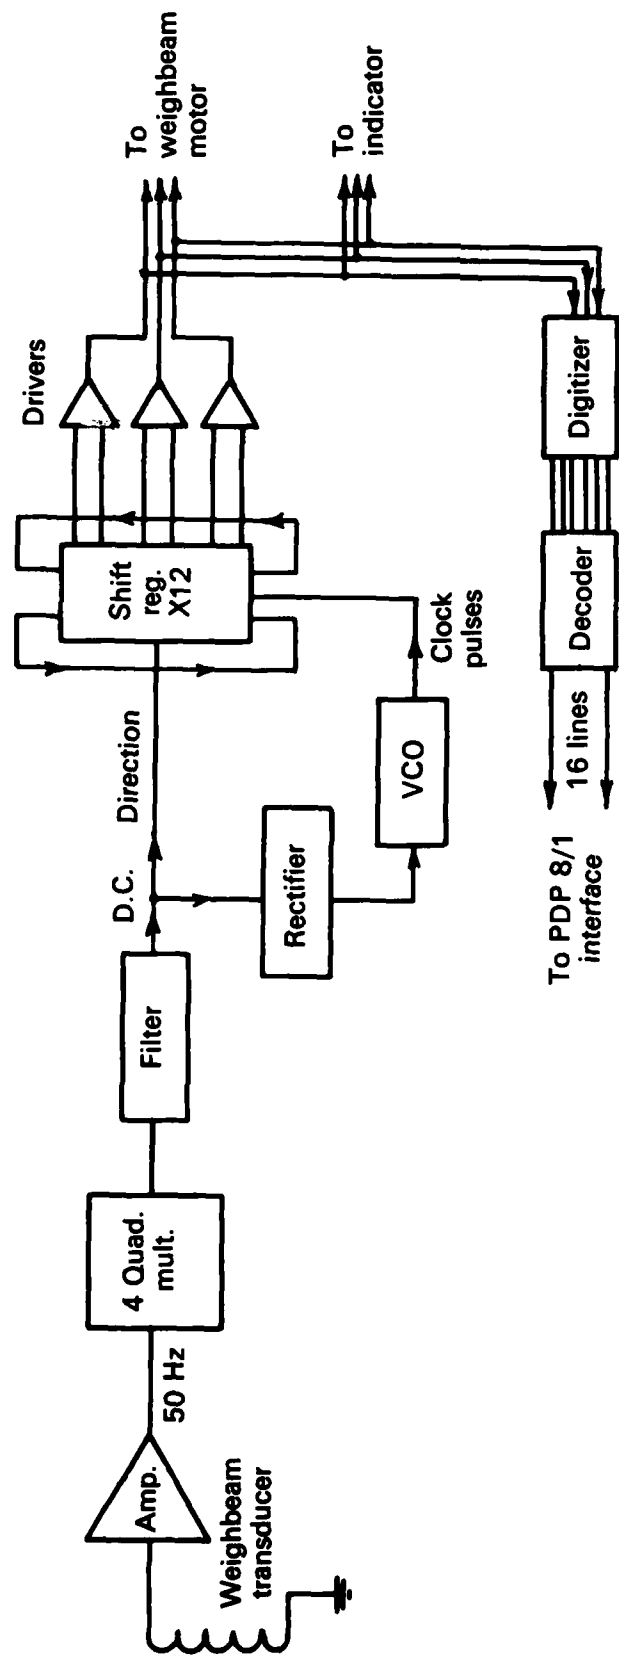 Weighbeam
transducer
Amp.
50 Hz
4 Quad.
mult.
Filter
D.C.
Direction
Rectifier
VCO
Clock
pulses
Shift
reg.
X12
Drivers
To
weighbeam
motor
To
indicator
Digitizer
Decoder
16 lines
To PDP 8/1
interface